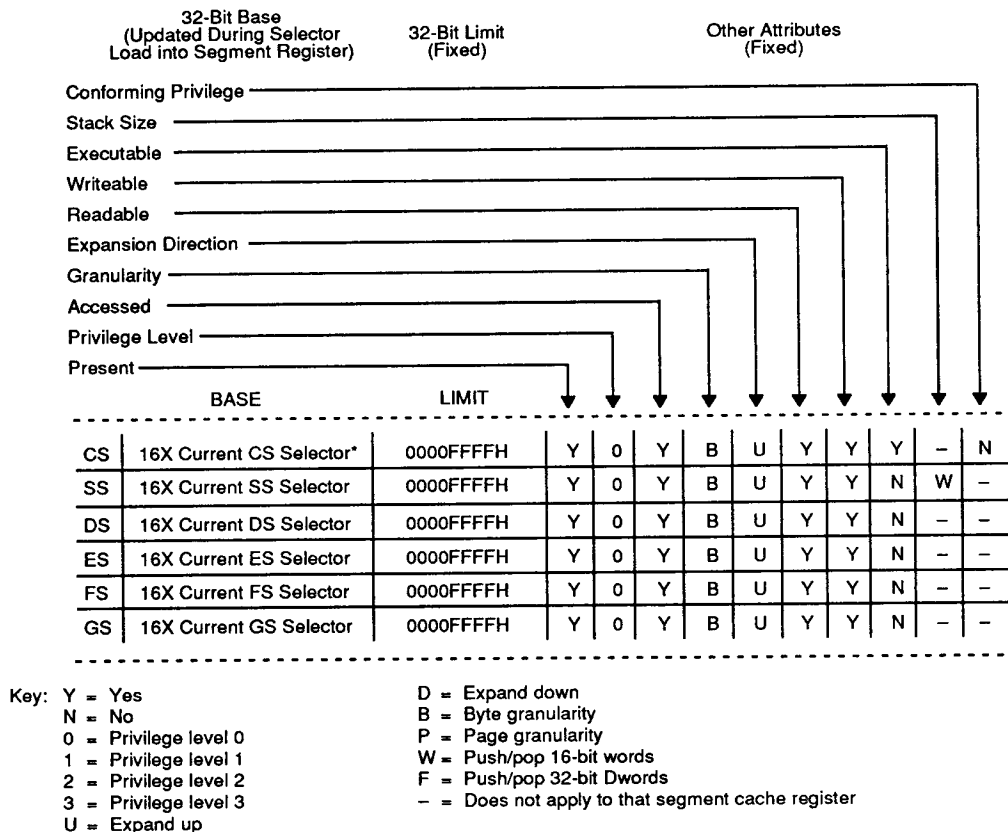 32-Bit Base
(Updated During Selector
Load into Segment Register)
32-Bit Limit
(Fixed)
Other Attributes
(Fixed)
Conforming Privilege
Stack Size
Executable
Writeable
Readable
Expansion Direction
Granularity
Accessed
Privilege Level
Present
BASE LIMIT
CS 16X Current CS Selector* 0000FFFFH Y 0 Y B U Y Y Y – N
SS 16X Current SS Selector 0000FFFFH Y 0 Y B U Y Y N W –
DS 16X Current DS Selector 0000FFFFH Y 0 Y B U Y Y N – –
ES 16X Current ES Selector 0000FFFFH Y 0 Y B U Y Y N – –
FS 16X Current FS Selector 0000FFFFH Y 0 Y B U Y Y N – –
GS 16X Current GS Selector 0000FFFFH Y 0 Y B U Y Y N – –
Key: Y = Yes
N = No
0 = Privilege level 0
1 = Privilege level 1
2 = Privilege level 2
3 = Privilege level 3
U = Expand up
D = Expand down
B = Byte granularity
P = Page granularity
W = Push/pop 16-bit words
F = Push/pop 32-bit Dwords
– = Does not apply to that segment cache register